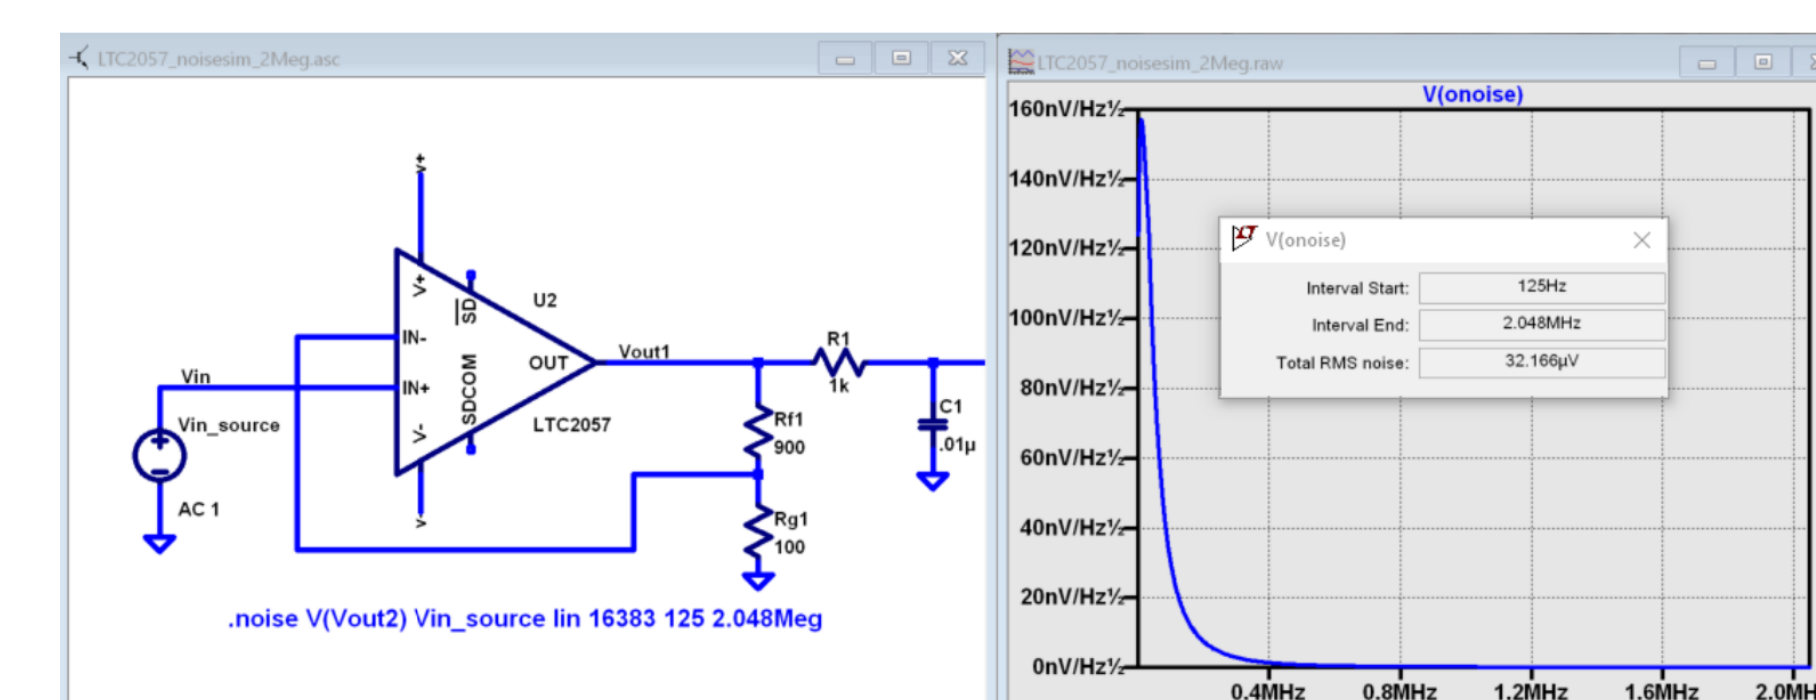 LTC2057_noisesim_2Meg.asc
V+
V+
SD
U2
IN-
OUT
Vout1
R1
1k
Vin
IN+
SDCOM
V-
LTC2057
Vin_source
Rf1
900
C1
.01µ
AC 1
V-
Rg1
100
.noise V(Vout2) Vin_source lin 16383 125 2.048Meg
LTC2057_noisesim_2Meg.raw
V(onoise)
160nV/Hz½
140nV/Hz½
120nV/Hz½
100nV/Hz½
80nV/Hz½
60nV/Hz½
40nV/Hz½
20nV/Hz½
0nV/Hz½
LT
V(onoise)
Interval Start: 125Hz
Interval End: 2.048MHz
Total RMS noise: 32.166µV
0.4MHz 0.8MHz 1.2MHz 1.6MHz 2.0MH